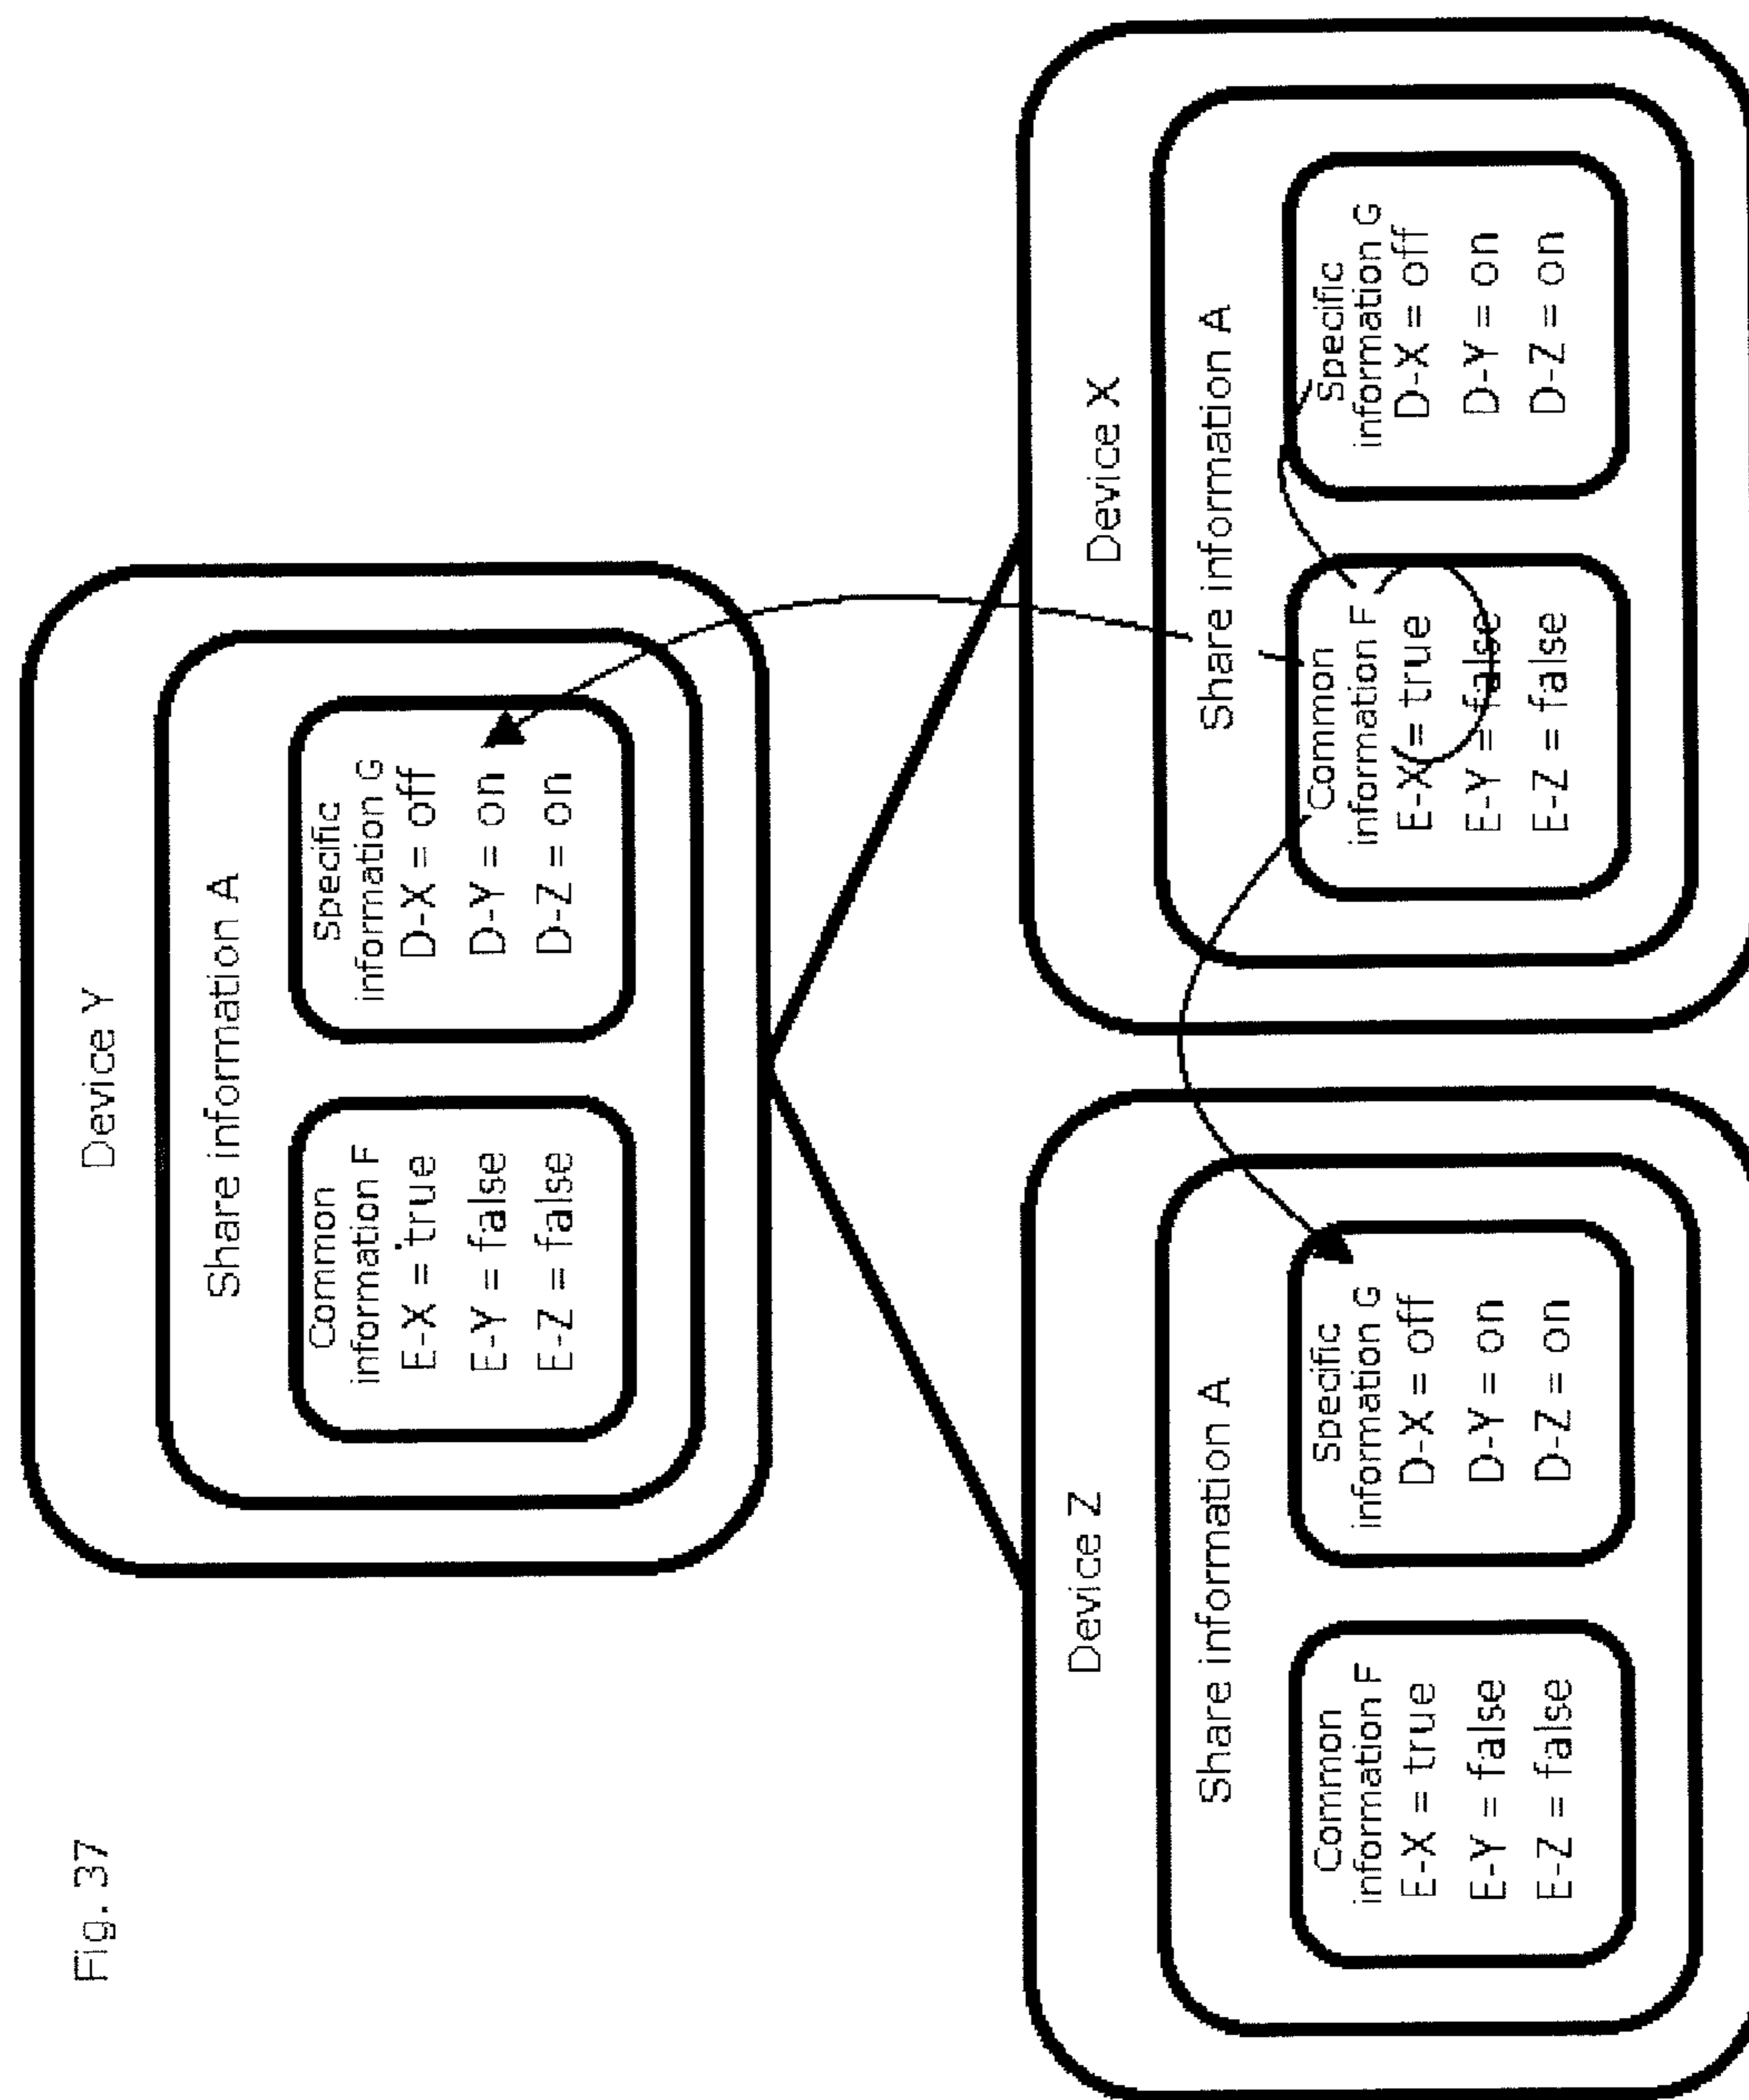 Fig. 37
Device Y
Share information A
Common
information F
E-X = true
E-Y = false
E-Z = false
Specific
information G
D-X = off
D-Y = on
D-Z = on
Device Z
Share information A
Common
information F
E-X = true
E-Y = false
E-Z = false
Specific
information G
D-X = off
D-Y = on
D-Z = on
Device X
Share information A
Common
information F
E-X = true
E-Y = false
E-Z = false
Specific
information G
D-X = off
D-Y = on
D-Z = on